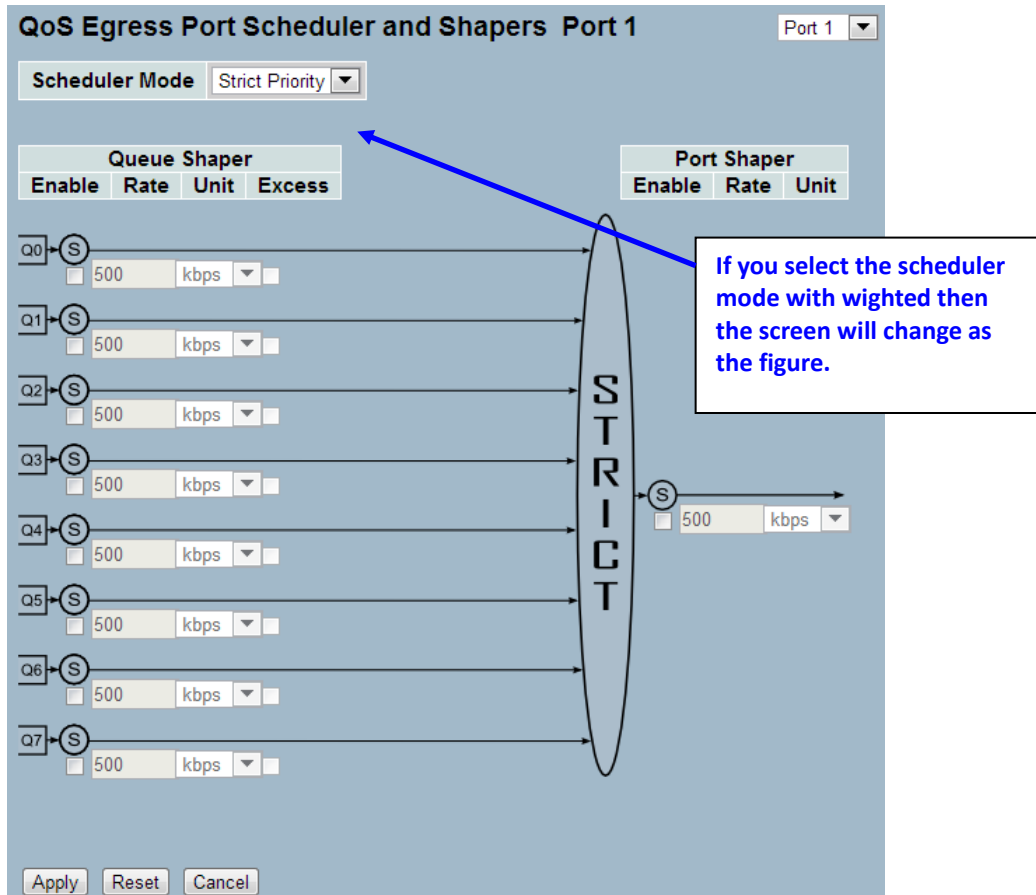 QoS Egress Port Scheduler and Shapers Port 1
Port 1
Scheduler Mode Strict Priority
Queue Shaper
Enable Rate Unit Excess
Port Shaper
Enable Rate Unit
If you select the scheduler
mode with wighted then
the screen will change as
the figure.
Q0 S
500 kbps
Q1 S
500 kbps
Q2 S
500 kbps
Q3 S
500 kbps
Q4 S
500 kbps
Q5 S
500 kbps
Q6 S
500 kbps
Q7 S
500 kbps
STRICT
S
500 kbps
Apply Reset Cancel